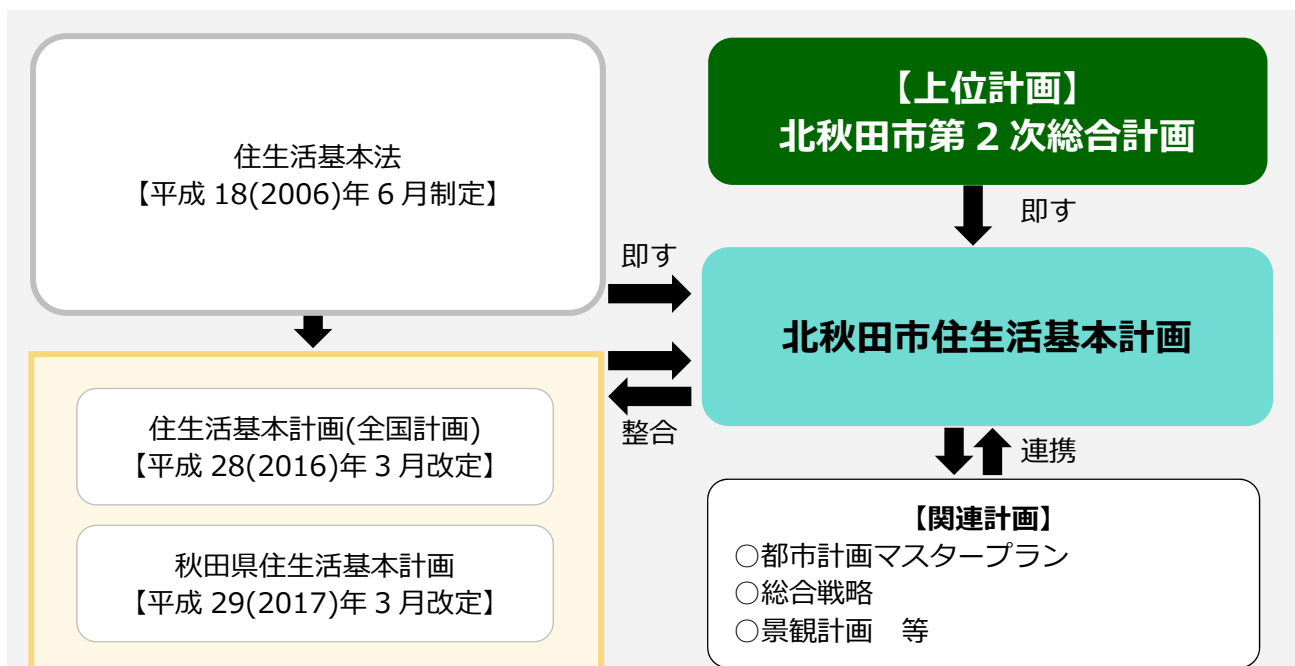 住生活基本法
【平成 18(2006)年 6 月制定】
【上位計画】
北秋田市第 2 次総合計画
即す
即す
北秋田市住生活基本計画
整合
連携
住生活基本計画(全国計画)
【平成 28(2016)年 3 月改定】
秋田県住生活基本計画
【平成 29(2017)年 3 月改定】
【関連計画】
○都市計画マスタープラン
○総合戦略
○景観計画　等